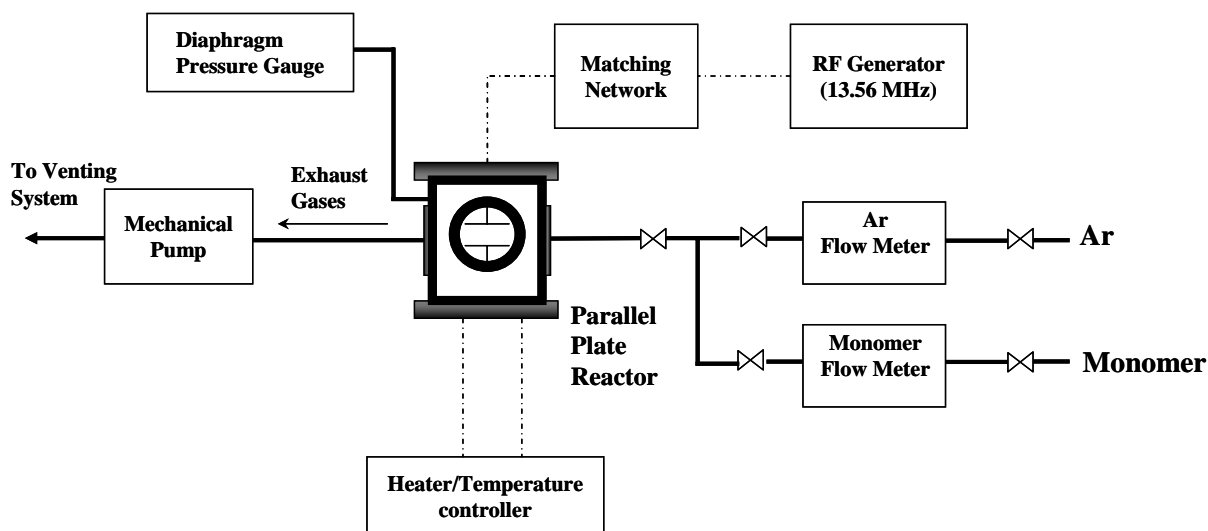 Diaphragm
Pressure Gauge
Matching
Network
RF Generator
(13.56 MHz)
To Venting
System
Exhaust
Gases
Mechanical
Pump
Ar
Flow Meter
Ar
Parallel
Plate
Reactor
Monomer
Flow Meter
Monomer
Heater/Temperature
controller